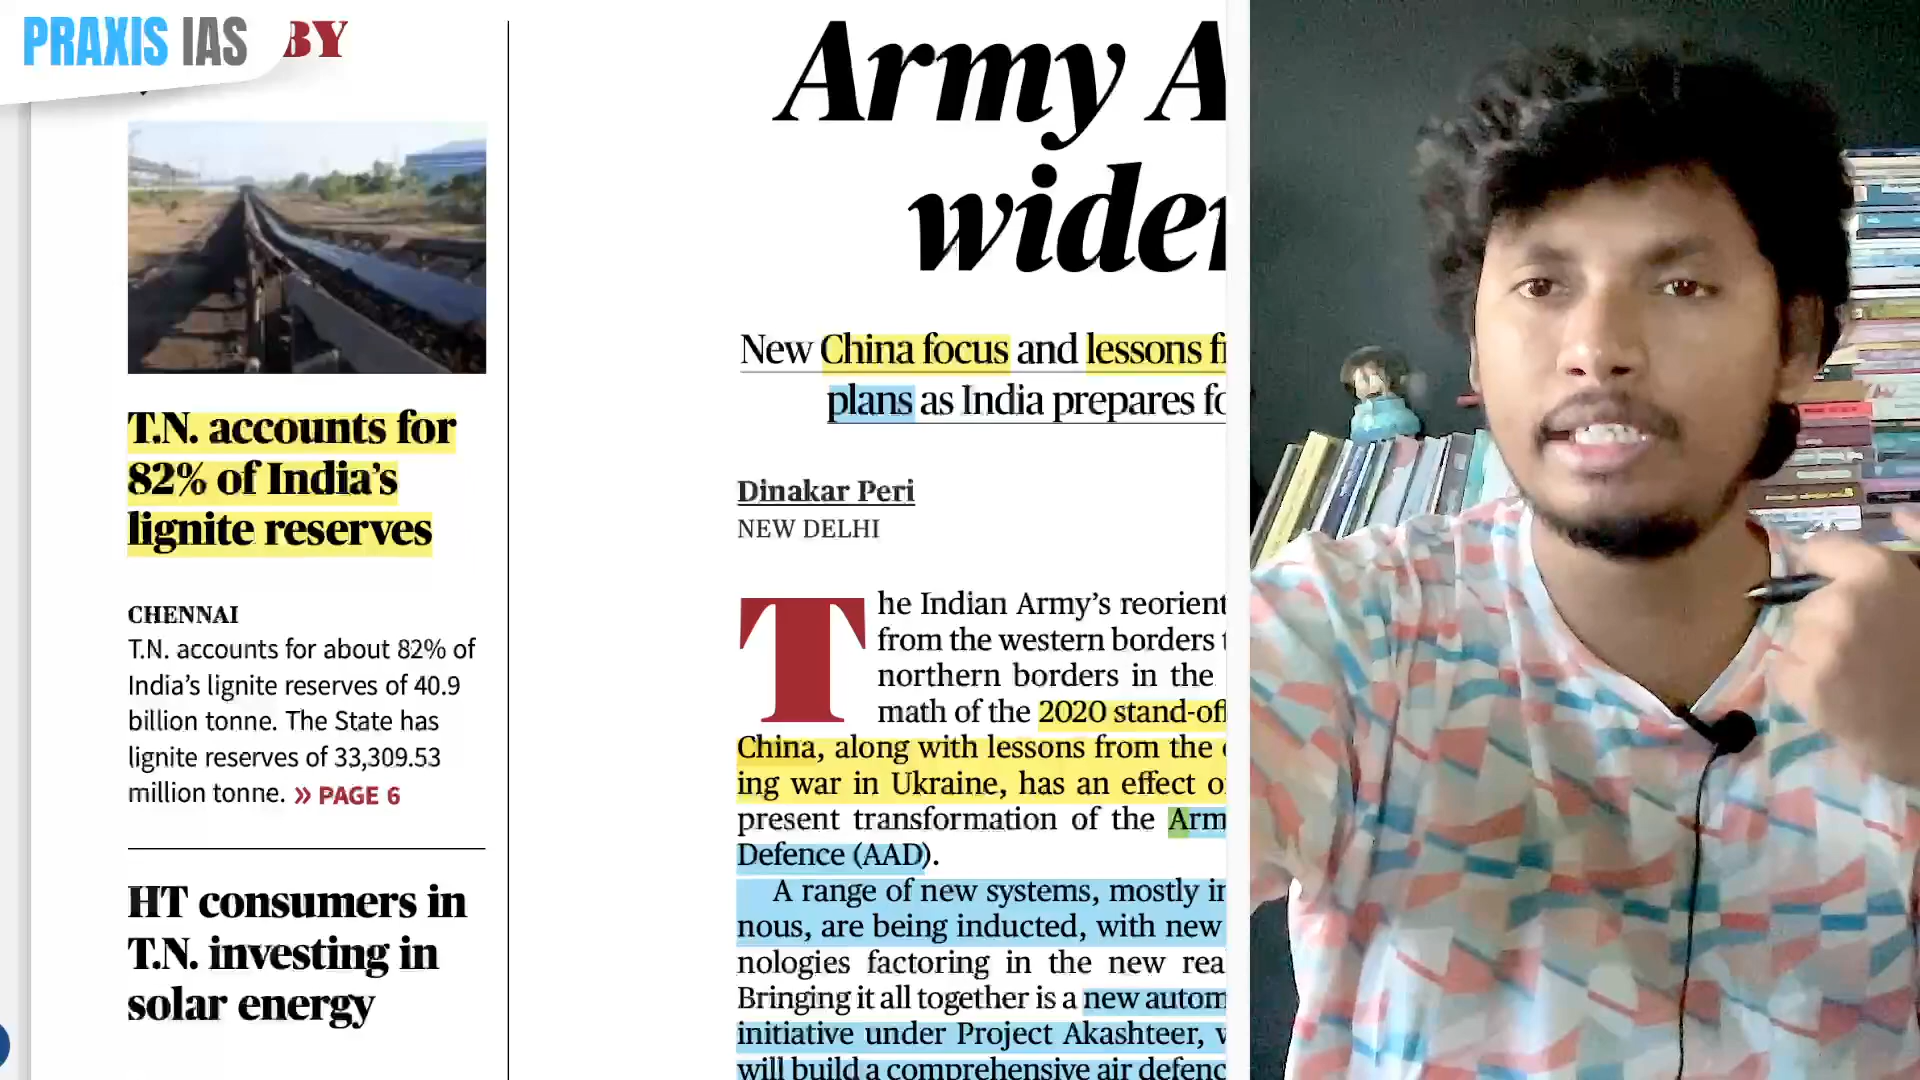 PRAXIS IAS
BY
T.N. accounts for
82% of India's
lignite reserves
CHENNAI
T.N. accounts for about 82% of
India's lignite reserves of 40.9
billion tonne. The State has
lignite reserves of 33,309.53
million tonne. » PAGE 6
HT consumers in
T.N. investing in
solar energy
Army A
wider
New China focus and lessons
plans as India prepares
Dinakar Peri
NEW DELHI
The Indian Army's reorient
from the western borders
northern borders in the
math of the 2020 stand-off
China, along with lessons from the
ing war in Ukraine, has an effect
present transformation of the Arm
Defence (AAD).
A range of new systems, mostly in
nous, are being inducted, with new
nologies factoring in the new rea
Bringing it all together is a new autom
initiative under Project Akashteer,
will build a comprehensive air defenc